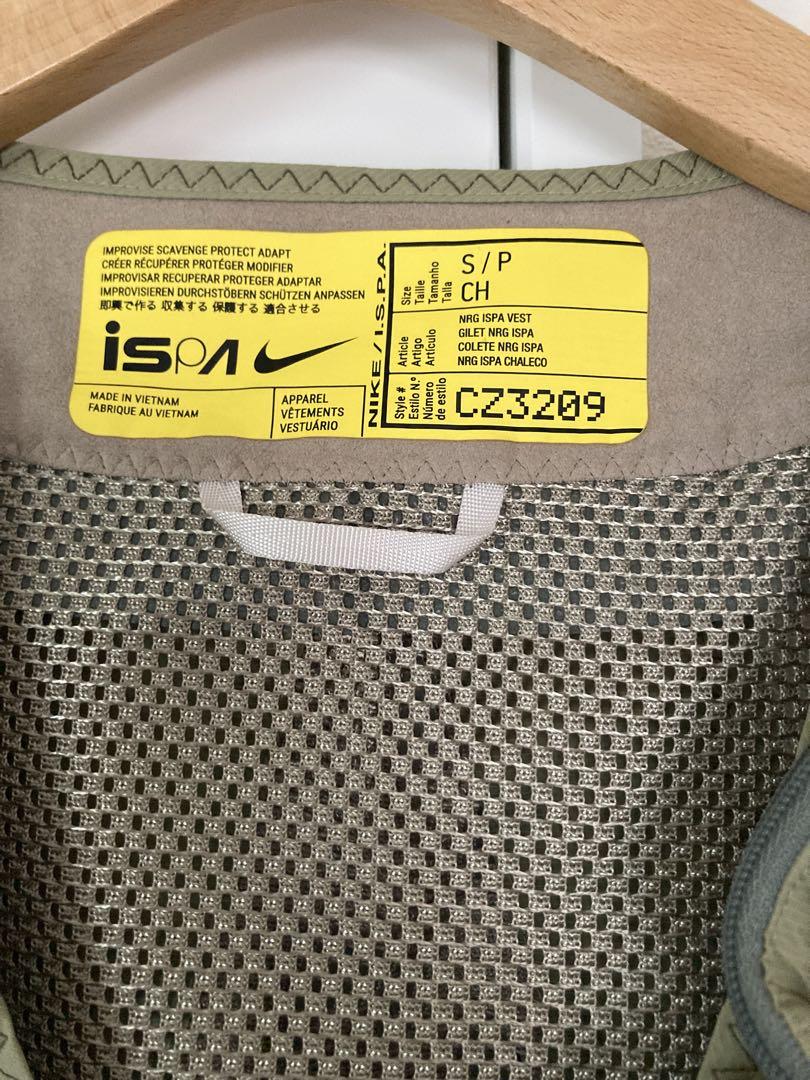 IMPROVISE SCAVENGE PROTECT ADAPT
CRÉER RÉCUPÉRER PROTÉGER MODIFIER
IMPROVISAR RECUPERAR PROTEGER ADAPTAR
IMPROVISIEREN DURCHSTÖBERN SCHÜTZEN ANPASSEN
即興で作る 収集する 保護する 適合させる
ispa
MADE IN VIETNAM
FABRIQUE AU VIETNAM
APPAREL
VÊTEMENTS
VESTUÁRIO
NIKE / I.S.P.A.
Size
Taille
Tamanho
Talla
S / P
CH
Article
Artigo
Artículo
NRG ISPA VEST
GILET NRG ISPA
COLETE NRG ISPA
NRG ISPA CHALECO
Style #
Estilo N.º
Número
de estilo
CZ3209